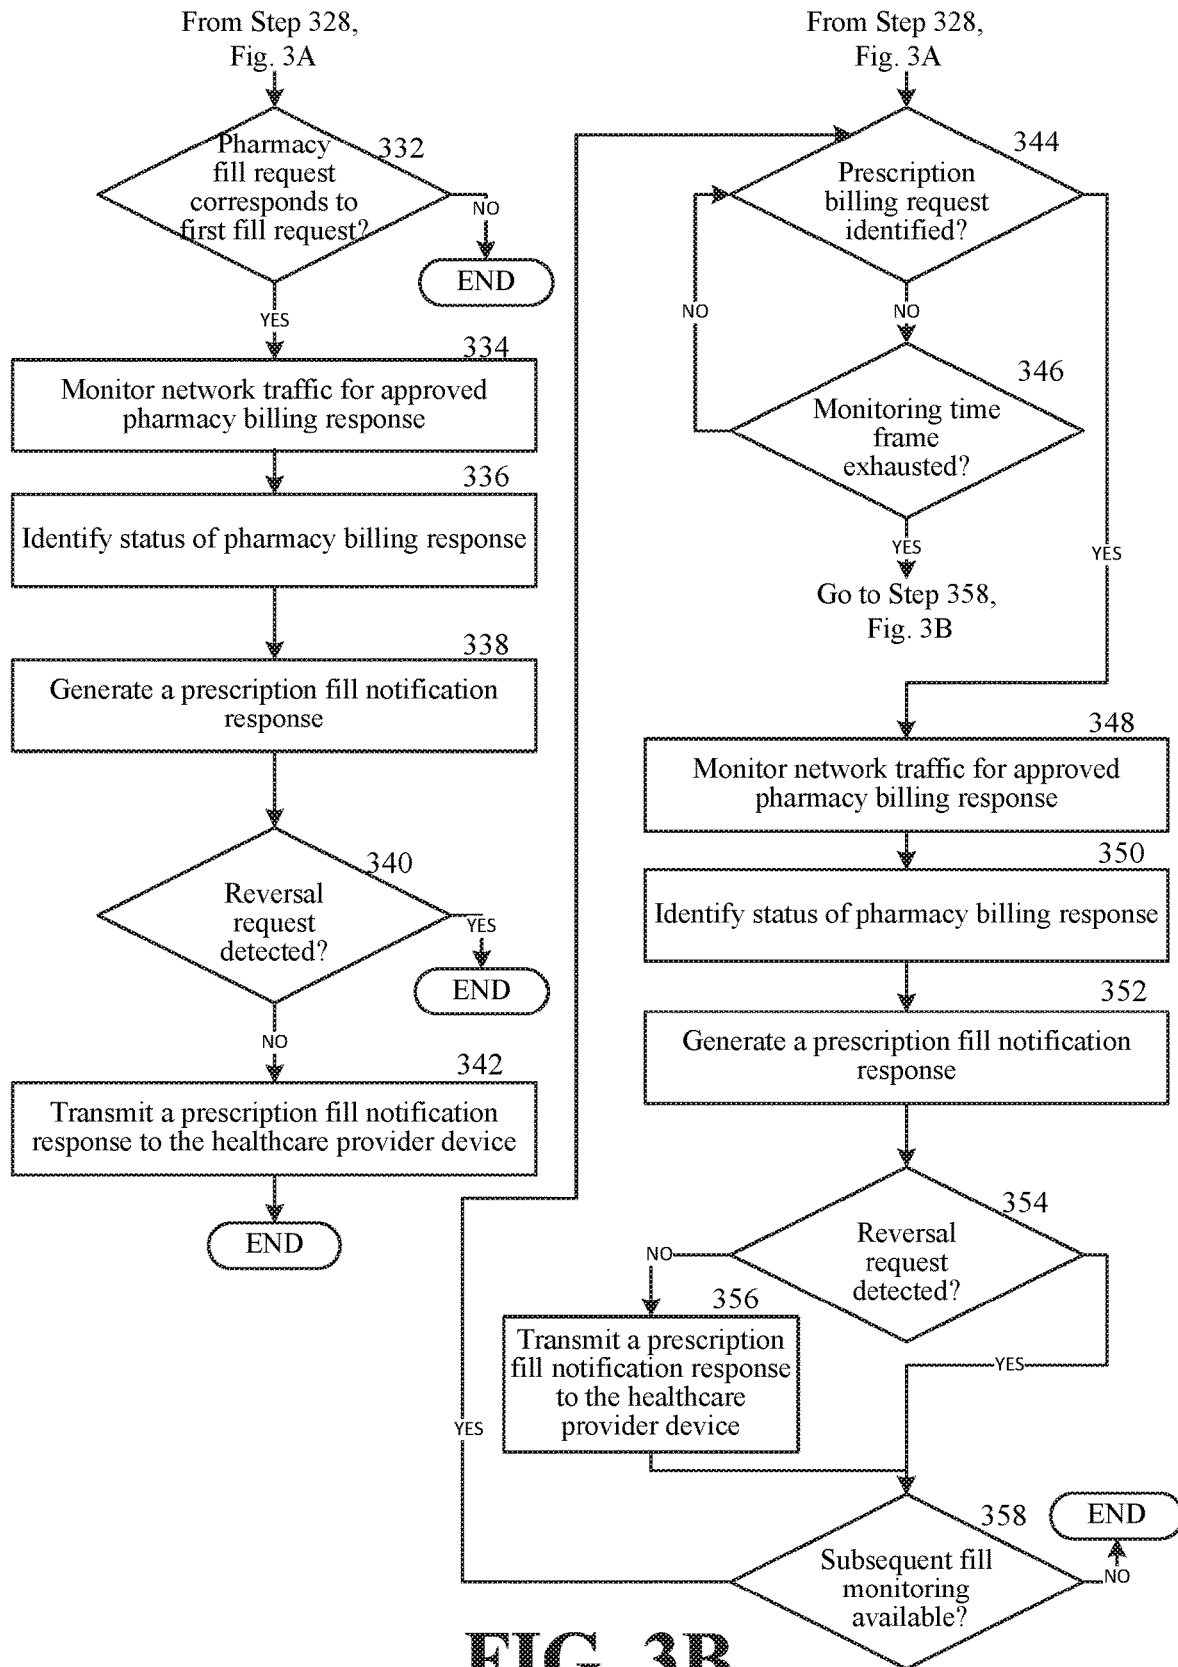 From Step 328,
Fig. 3A
332
Pharmacy
fill request
corresponds to
first fill request?
NO
END
YES
334
Monitor network traffic for approved
pharmacy billing response
336
Identify status of pharmacy billing response
338
Generate a prescription fill notification
response
340
Reversal
request
detected?
YES
END
NO
342
Transmit a prescription fill notification
response to the healthcare provider device
END
From Step 328,
Fig. 3A
344
Prescription
billing request
identified?
NO
NO
346
Monitoring time
frame
exhausted?
YES
YES
Go to Step 358,
Fig. 3B
348
Monitor network traffic for approved
pharmacy billing response
350
Identify status of pharmacy billing response
352
Generate a prescription fill notification
response
354
Reversal
request
detected?
NO
356
Transmit a prescription
fill notification response
to the healthcare
provider device
YES
YES
358
Subsequent fill
monitoring
available?
END
NO
FIG. 3B